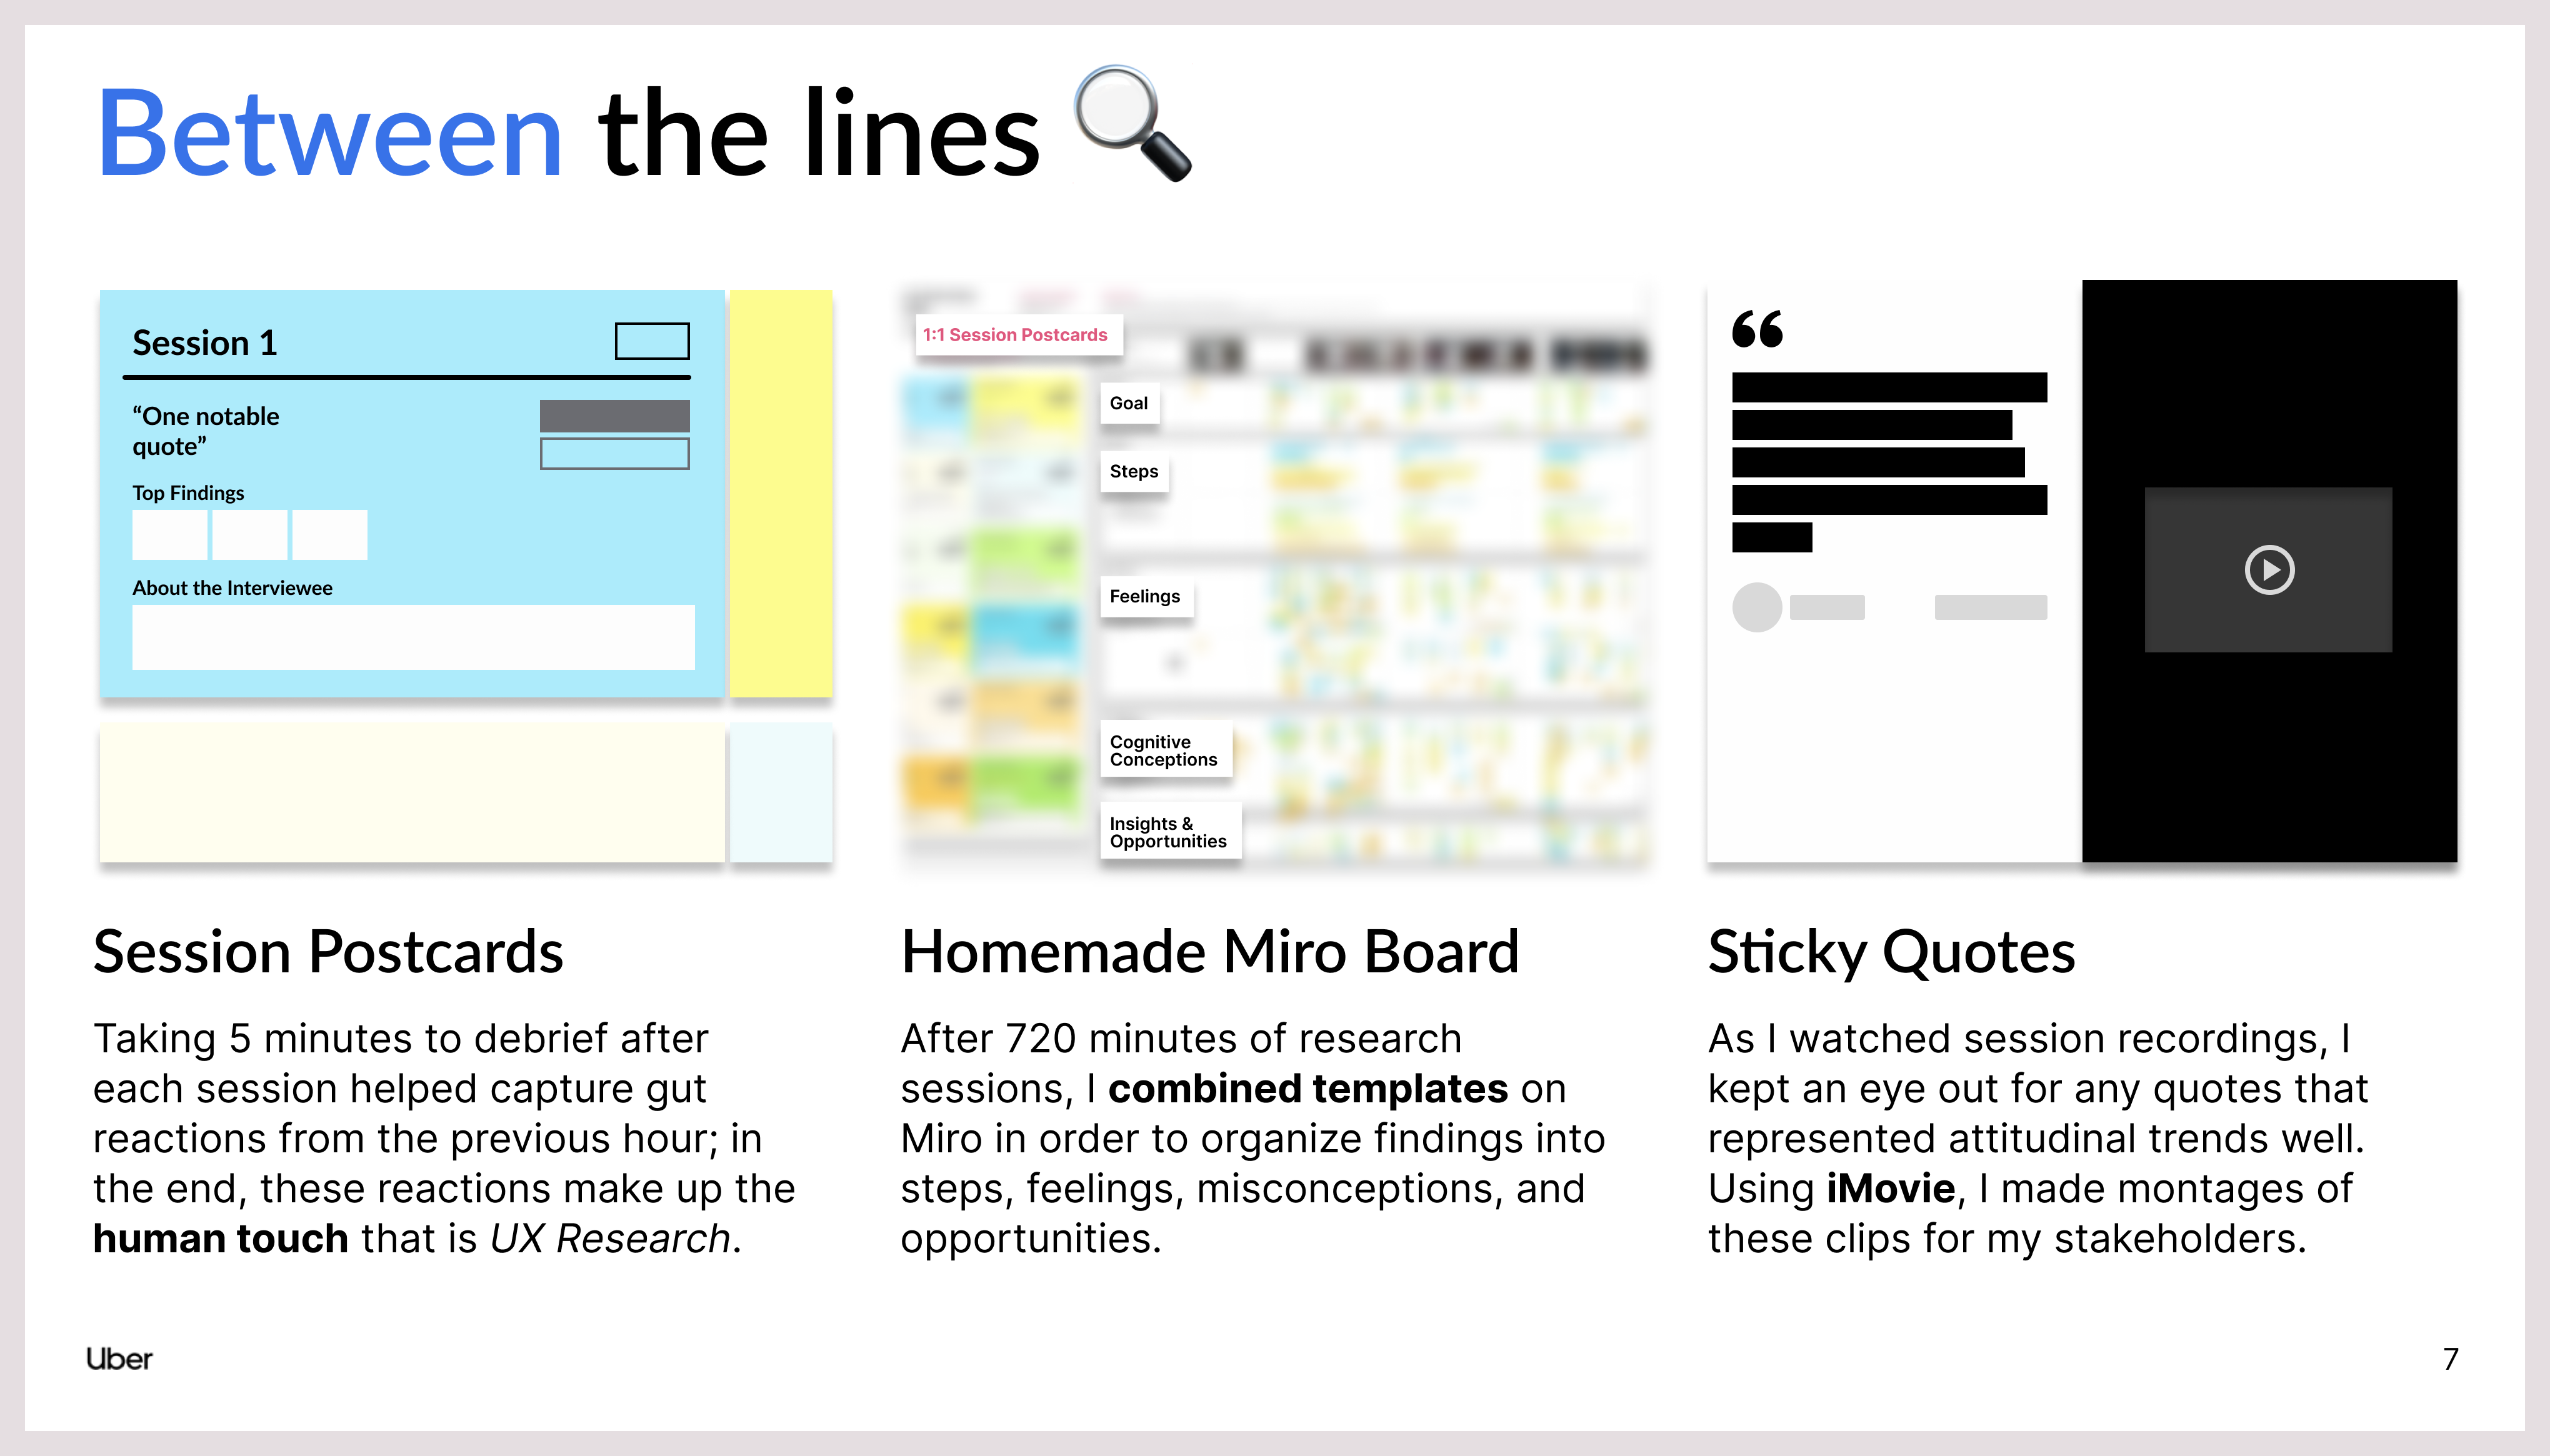 Between the lines
Session 1
“One notable
quote”
Top Findings
About the Interviewee
1:1 Session Postcards
Goal
Steps
Feelings
Cognitive
Conceptions
Insights &
Opportunities
Session Postcards
Taking 5 minutes to debrief after
each session helped capture gut
reactions from the previous hour; in
the end, these reactions make up the
human touch that is UX Research.
Homemade Miro Board
After 720 minutes of research
sessions, I combined templates on
Miro in order to organize findings into
steps, feelings, misconceptions, and
opportunities.
Sticky Quotes
As I watched session recordings, I
kept an eye out for any quotes that
represented attitudinal trends well.
Using iMovie, I made montages of
these clips for my stakeholders.
Uber
7